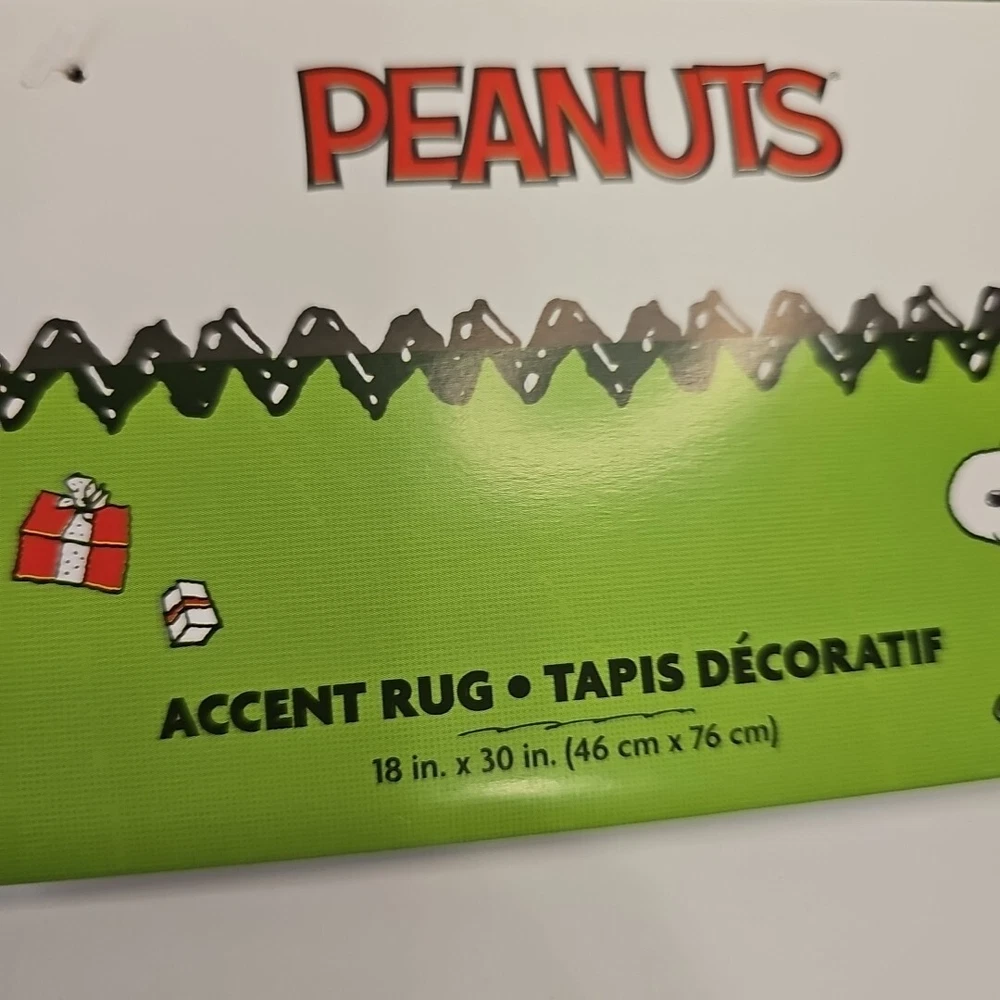 PEANUTS
ACCENT RUG • TAPIS DÉCORATIF
18 in. x 30 in. (46 cm x 76 cm)